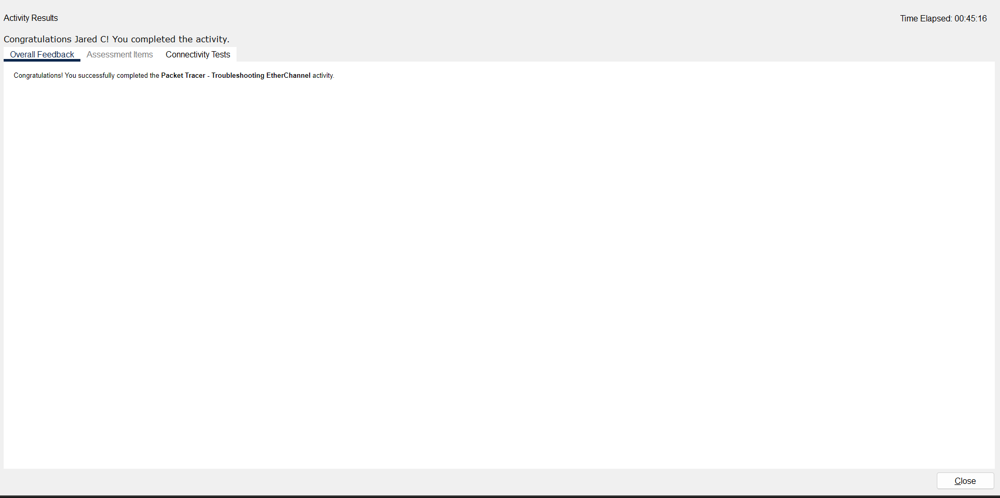 Activity Results
Time Elapsed: 00:45:16
Congratulations Jared C! You completed the activity.
Overall Feedback Assessment Items Connectivity Tests
Congratulations! You successfully completed the Packet Tracer - Troubleshooting EtherChannel activity.
Close